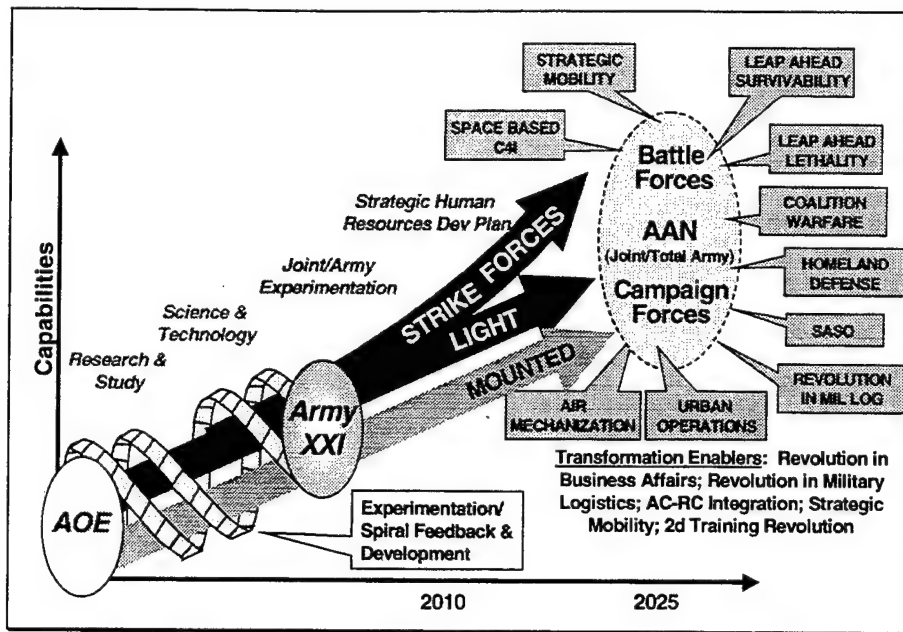 STRATEGIC
MOBILITY
LEAP AHEAD
SURVIVABILITY
SPACE BASED
C4I
LEAP AHEAD
LETHALITY
Battle
Forces
COALITION
WARFARE
AAN
(Joint/Total Army)
HOMELAND
DEFENSE
Campaign
Forces
SASO
REVOLUTION
IN MIL LOG
AIR
MECHANIZATION
URBAN
OPERATIONS
Strategic Human
Resources Dev Plan
Joint/Army
Experimentation
Science &
Technology
Research &
Study
Capabilities
STRIKE FORCES
LIGHT
MOUNTED
Army
XXI
AOE
Experimentation/
Spiral Feedback &
Development
Transformation Enablers: Revolution in
Business Affairs; Revolution in Military
Logistics; AC-RC Integration; Strategic
Mobility; 2d Training Revolution
2010
2025